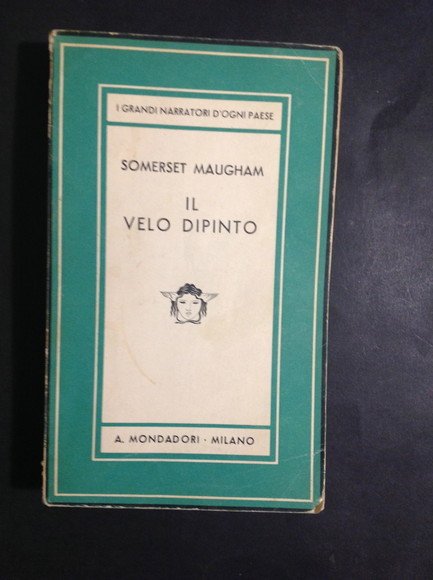 I GRANDI NARRATORI D'OGNI PAESE
SOMERSET MAUGHAM
IL
VELO DIPINTO
A. MONDADORI · MILANO